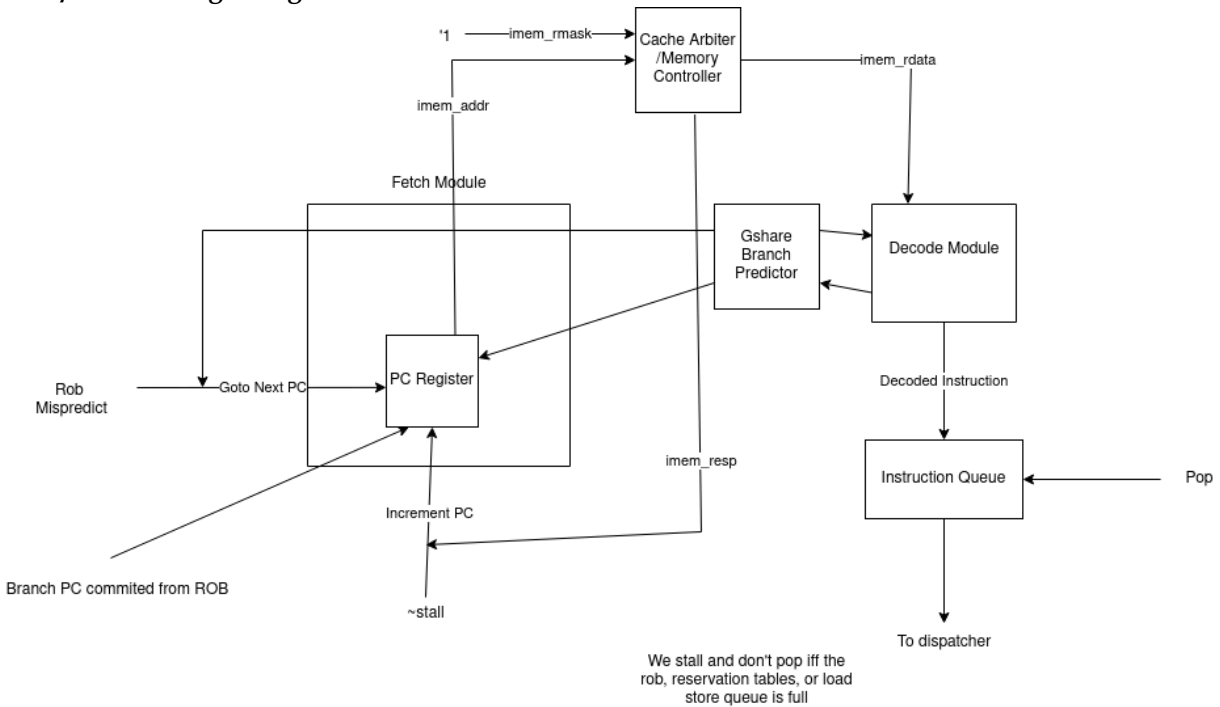 '1
imem_rmask
Cache Arbiter
/Memory
Controller
imem_rdata
imem_addr
Fetch Module
Gshare
Branch
Predictor
Decode Module
PC Register
Rob
Mispredict
Goto Next PC
Decoded Instruction
imem_resp
Instruction Queue
Pop
Increment PC
Branch PC commited from ROB
~stall
To dispatcher
We stall and don't pop iff the
rob, reservation tables, or load
store queue is full